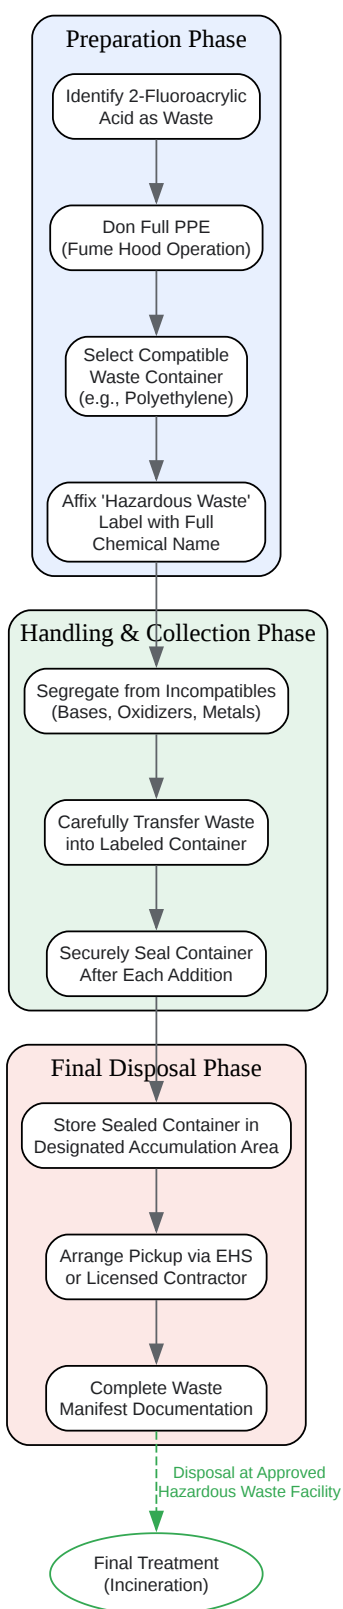 Preparation Phase
Identify 2-Fluoroacrylic
Acid as Waste
Don Full PPE
(Fume Hood Operation)
Select Compatible
Waste Container
(e.g., Polyethylene)
Affix 'Hazardous Waste'
Label with Full
Chemical Name
Handling & Collection Phase
Segregate from Incompatibles
(Bases, Oxidizers, Metals)
Carefully Transfer Waste
into Labeled Container
Securely Seal Container
After Each Addition
Final Disposal Phase
Store Sealed Container in
Designated Accumulation Area
Arrange Pickup via EHS
or Licensed Contractor
Complete Waste
Manifest Documentation
Disposal at Approved
Hazardous Waste Facility
Final Treatment
(Incineration)